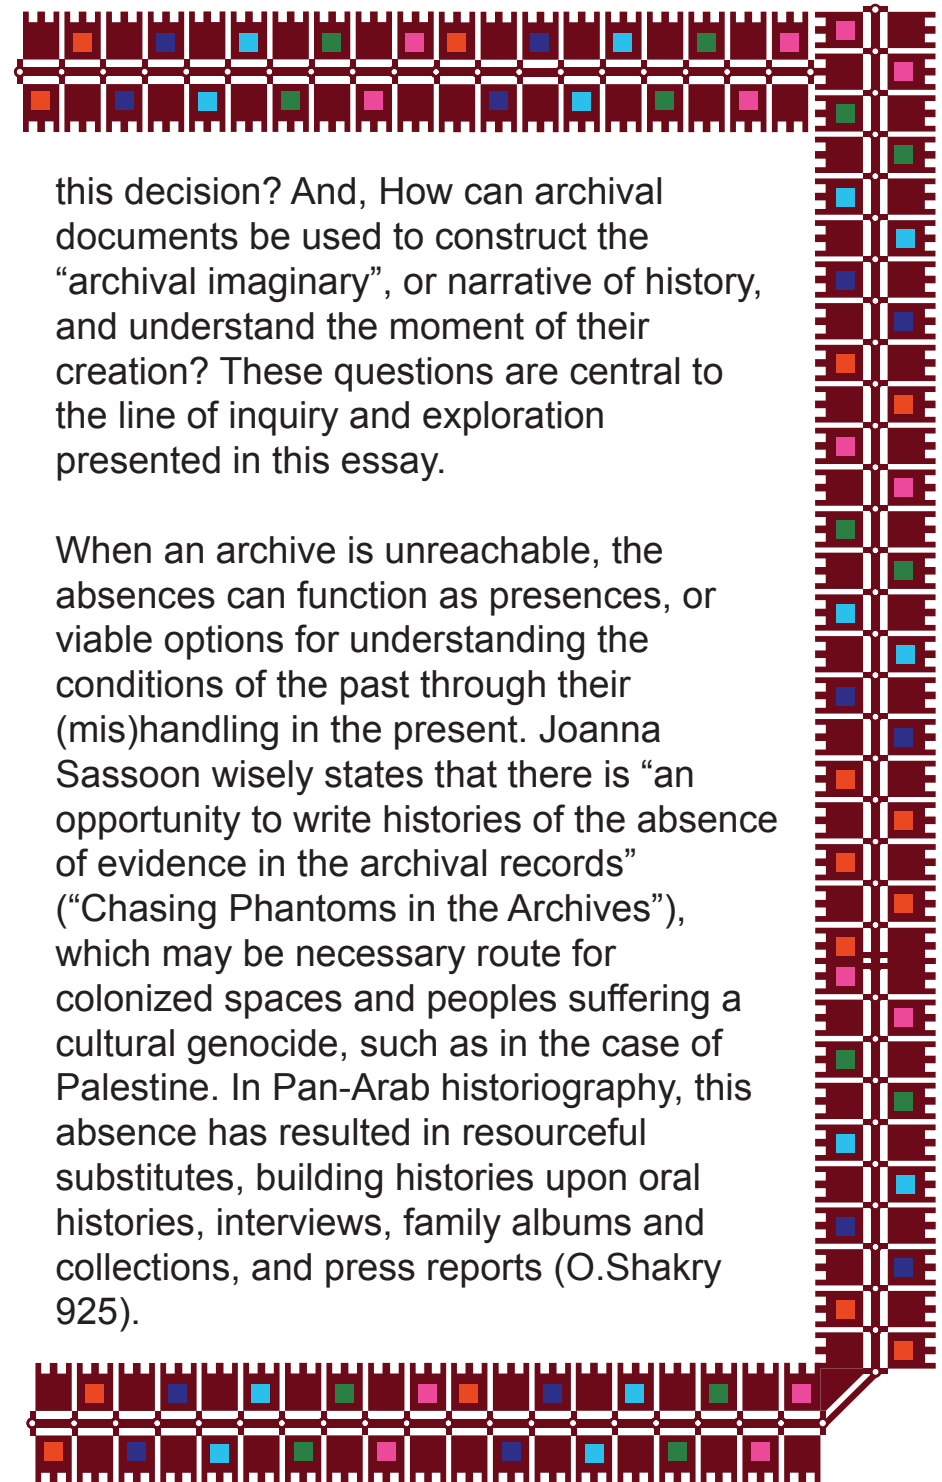 this decision? And, How can archival
documents be used to construct the
“archival imaginary”, or narrative of history,
and understand the moment of their
creation? These questions are central to
the line of inquiry and exploration
presented in this essay.
When an archive is unreachable, the
absences can function as presences, or
viable options for understanding the
conditions of the past through their
(mis)handling in the present. Joanna
Sassoon wisely states that there is “an
opportunity to write histories of the absence
of evidence in the archival records”
(“Chasing Phantoms in the Archives”),
which may be necessary route for
colonized spaces and peoples suffering a
cultural genocide, such as in the case of
Palestine. In Pan-Arab historiography, this
absence has resulted in resourceful
substitutes, building histories upon oral
histories, interviews, family albums and
collections, and press reports (O.Shakry
925).